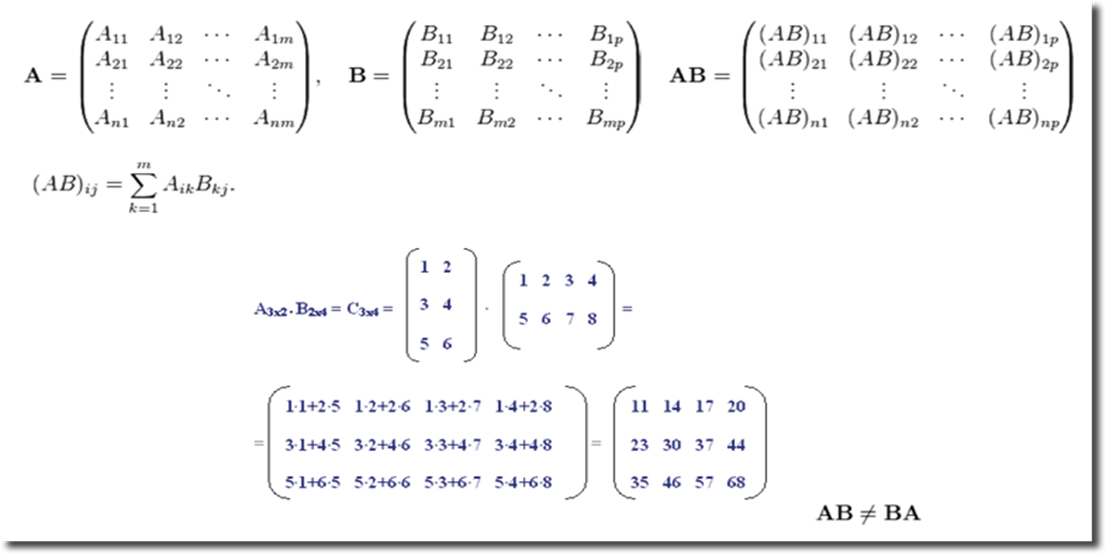 A = ( A₁₁ A₁₂ ⋯ A₁ₘ
A₂₁ A₂₂ ⋯ A₂ₘ
⋮ ⋮ ⋱ ⋮
Aₙ₁ Aₙ₂ ⋯ Aₙₘ ),
B = ( B₁₁ B₁₂ ⋯ B₁ₚ
B₂₁ B₂₂ ⋯ B₂ₚ
⋮ ⋮ ⋱ ⋮
Bₘ₁ Bₘ₂ ⋯ Bₘₚ )
AB = ( (AB)₁₁ (AB)₁₂ ⋯ (AB)₁ₚ
(AB)₂₁ (AB)₂₂ ⋯ (AB)₂ₚ
⋮ ⋮ ⋱ ⋮
(AB)ₙ₁ (AB)ₙ₂ ⋯ (AB)ₙₚ )
(AB)ᵢⱼ = ∑ₖ₌₁ᵐ AᵢₖBₖⱼ.
A₃ₓ₂.B₂ₓ₄ = C₃ₓ₄ =
( 1 2
3 4
5 6 )
·
( 1 2 3 4
5 6 7 8 ) =
= ( 1·1+2·5 1·2+2·6 1·3+2·7 1·4+2·8
3·1+4·5 3·2+4·6 3·3+4·7 3·4+4·8
5·1+6·5 5·2+6·6 5·3+6·7 5·4+6·8 )
= ( 11 14 17 20
23 30 37 44
35 46 57 68 )
AB ≠ BA